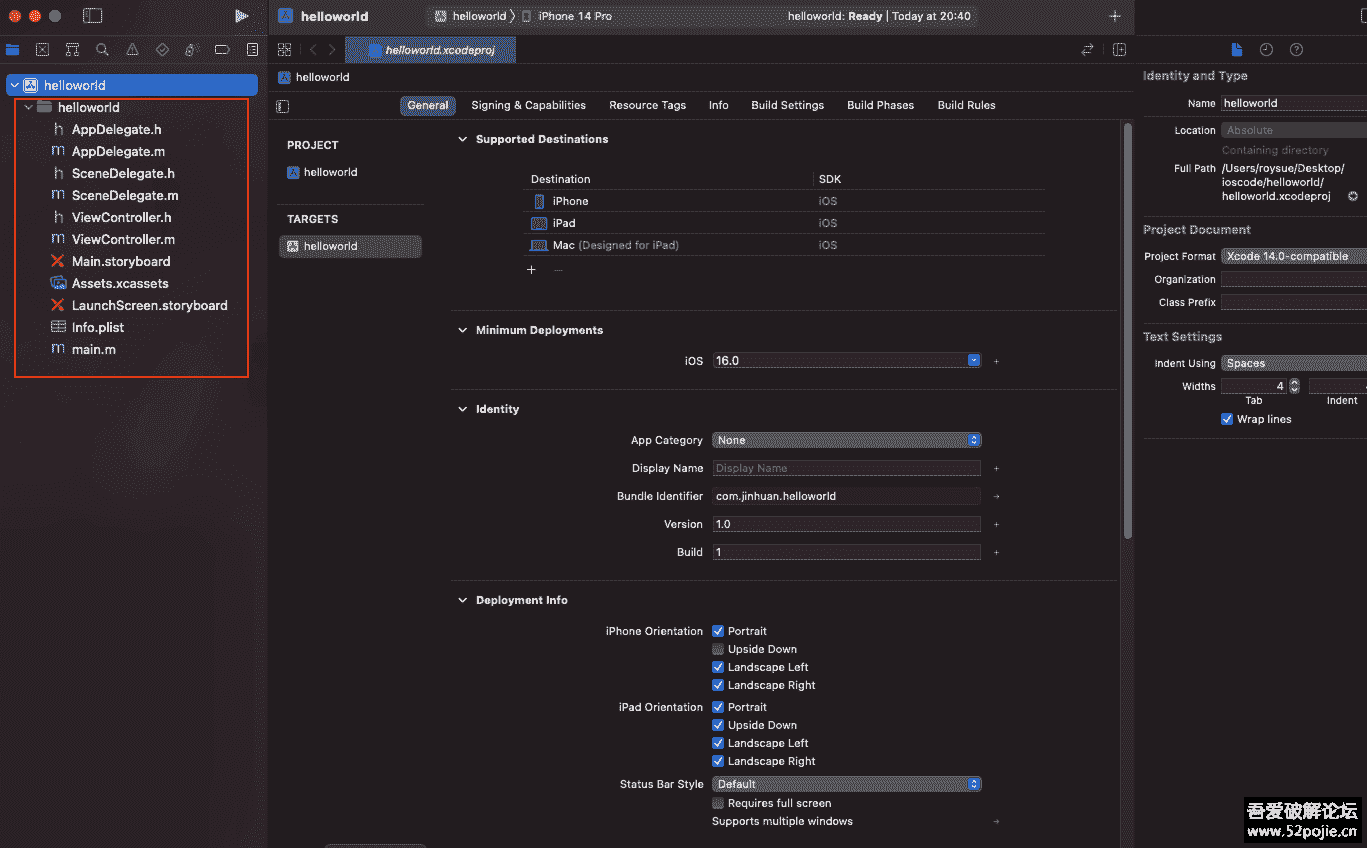 helloworld
helloworld
AppDelegate.h
AppDelegate.m
SceneDelegate.h
SceneDelegate.m
ViewController.h
ViewController.m
Main.storyboard
Assets.xcassets
LaunchScreen.storyboard
Info.plist
main.m
helloworld
helloworld
iPhone 14 Pro
helloworld: Ready | Today at 20:40
helloworld.xcodeproj
helloworld
General
Signing & Capabilities
Resource Tags
Info
Build Settings
Build Phases
Build Rules
PROJECT
helloworld
TARGETS
helloworld
Supported Destinations
Destination
SDK
iPhone
iOS
iPad
iOS
Mac (Designed for iPad)
iOS
Minimum Deployments
iOS
16.0
Identity
App Category
None
Display Name
Display Name
Bundle Identifier
com.jinhuan.helloworld
Version
1.0
Build
1
Deployment Info
iPhone Orientation
Portrait
Upside Down
Landscape Left
Landscape Right
iPad Orientation
Portrait
Upside Down
Landscape Left
Landscape Right
Status Bar Style
Default
Requires full screen
Supports multiple windows
Identity and Type
Name
helloworld
Location
Absolute
Containing directory
Full Path
/Users/roysue/Desktop/
ioscode/helloworld/
helloworld.xcodeproj
Project Document
Project Format
Xcode 14.0-compatible
Organization
Class Prefix
Text Settings
Indent Using
Spaces
Widths
4
Tab
Indent
Wrap lines
吾爱破解论坛
www.52pojie.cn